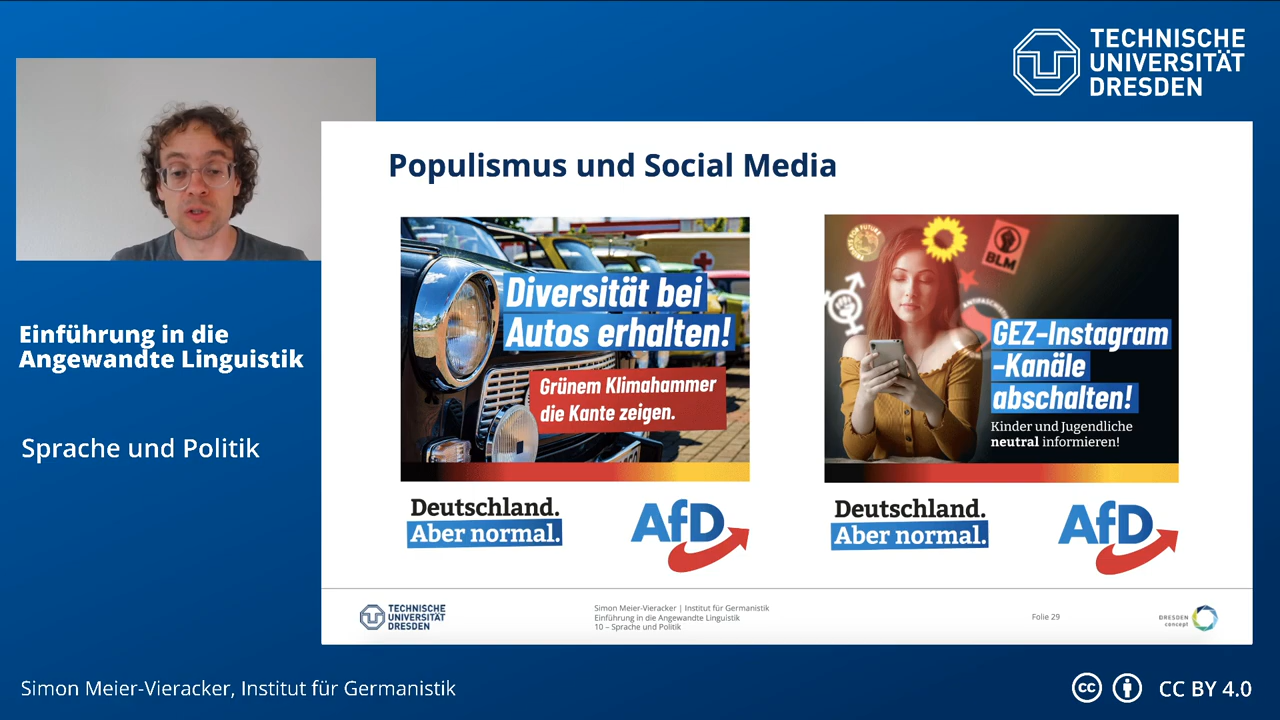 TECHNISCHE
UNIVERSITÄT
DRESDEN
Populismus und Social Media
Diversität bei
Autos erhalten!
Grünem Klimahammer
die Kante zeigen.
Deutschland.
Aber normal.
AfD
BLM
GEZ-Instagram
-Kanäle
abschalten!
Kinder und Jugendliche
neutral informieren!
Deutschland.
Aber normal.
AfD
Einführung in die
Angewandte Linguistik
Sprache und Politik
TECHNISCHE
UNIVERSITÄT
DRESDEN
Simon Meier-Vieracker | Institut für Germanistik
Einführung in die Angewandte Linguistik
10 – Sprache und Politik
Folie 29
DRESDEN
concept
Simon Meier-Vieracker, Institut für Germanistik
cc
CC BY 4.0